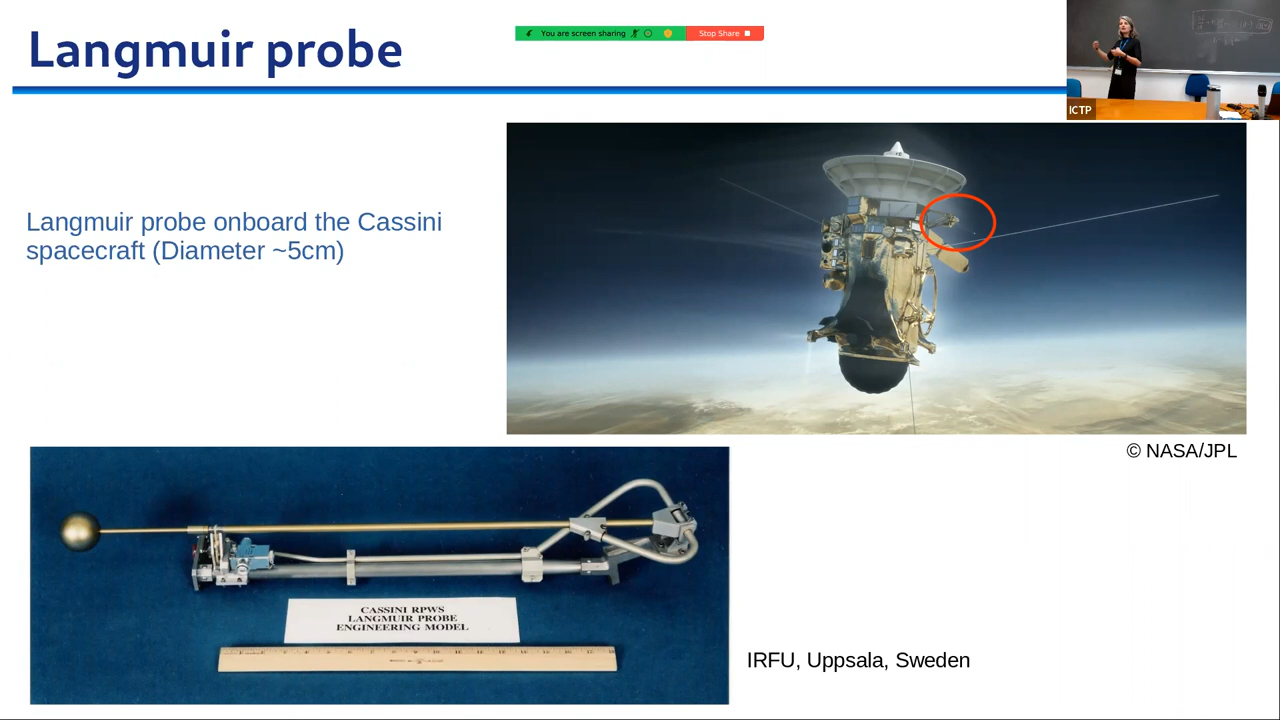 Langmuir probe
You are screen sharing
Stop Share
ICTP
Langmuir probe onboard the Cassini
spacecraft (Diameter ~5cm)
© NASA/JPL
CASSINI RPWS
LANGMUIR PROBE
ENGINEERING MODEL
IRFU, Uppsala, Sweden